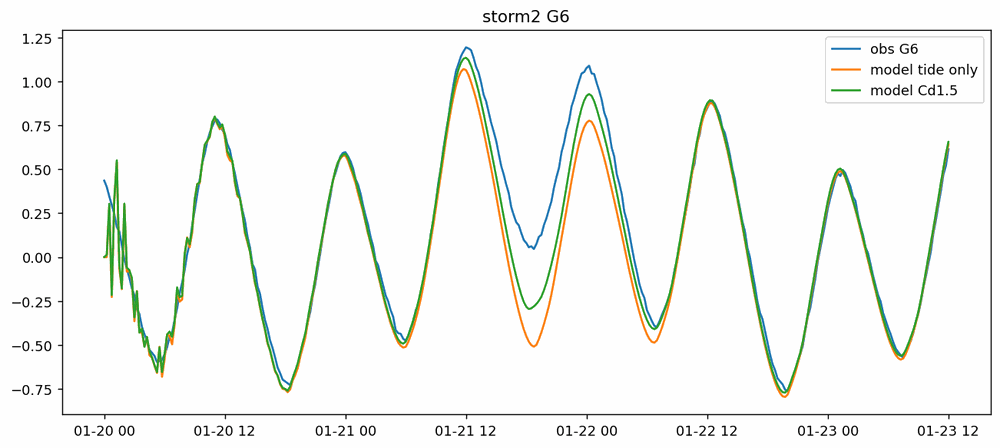 storm2 G6
1.25
1.00
0.75
0.50
0.25
0.00
−0.25
−0.50
−0.75
obs G6
model tide only
model Cd1.5
01-20 00 01-20 12 01-21 00 01-21 12 01-22 00 01-22 12 01-23 00 01-23 12